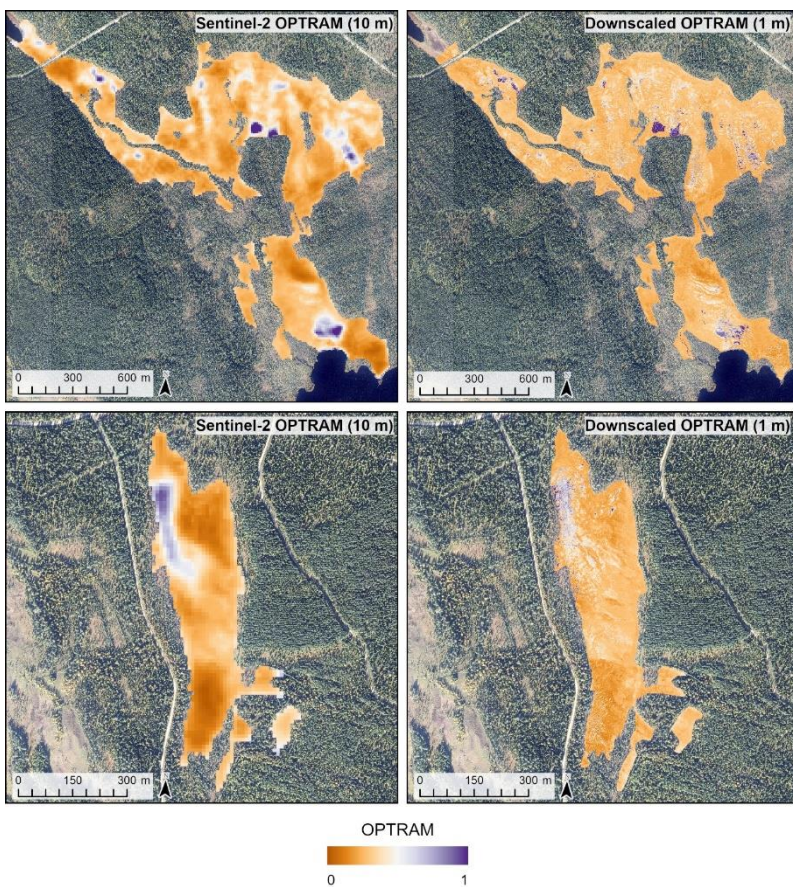 Sentinel-2 OPTRAM (10 m)
0 300 600 m
Downscaled OPTRAM (1 m)
0 300 600 m
Sentinel-2 OPTRAM (10 m)
0 150 300 m
Downscaled OPTRAM (1 m)
0 150 300 m
OPTRAM
0 1